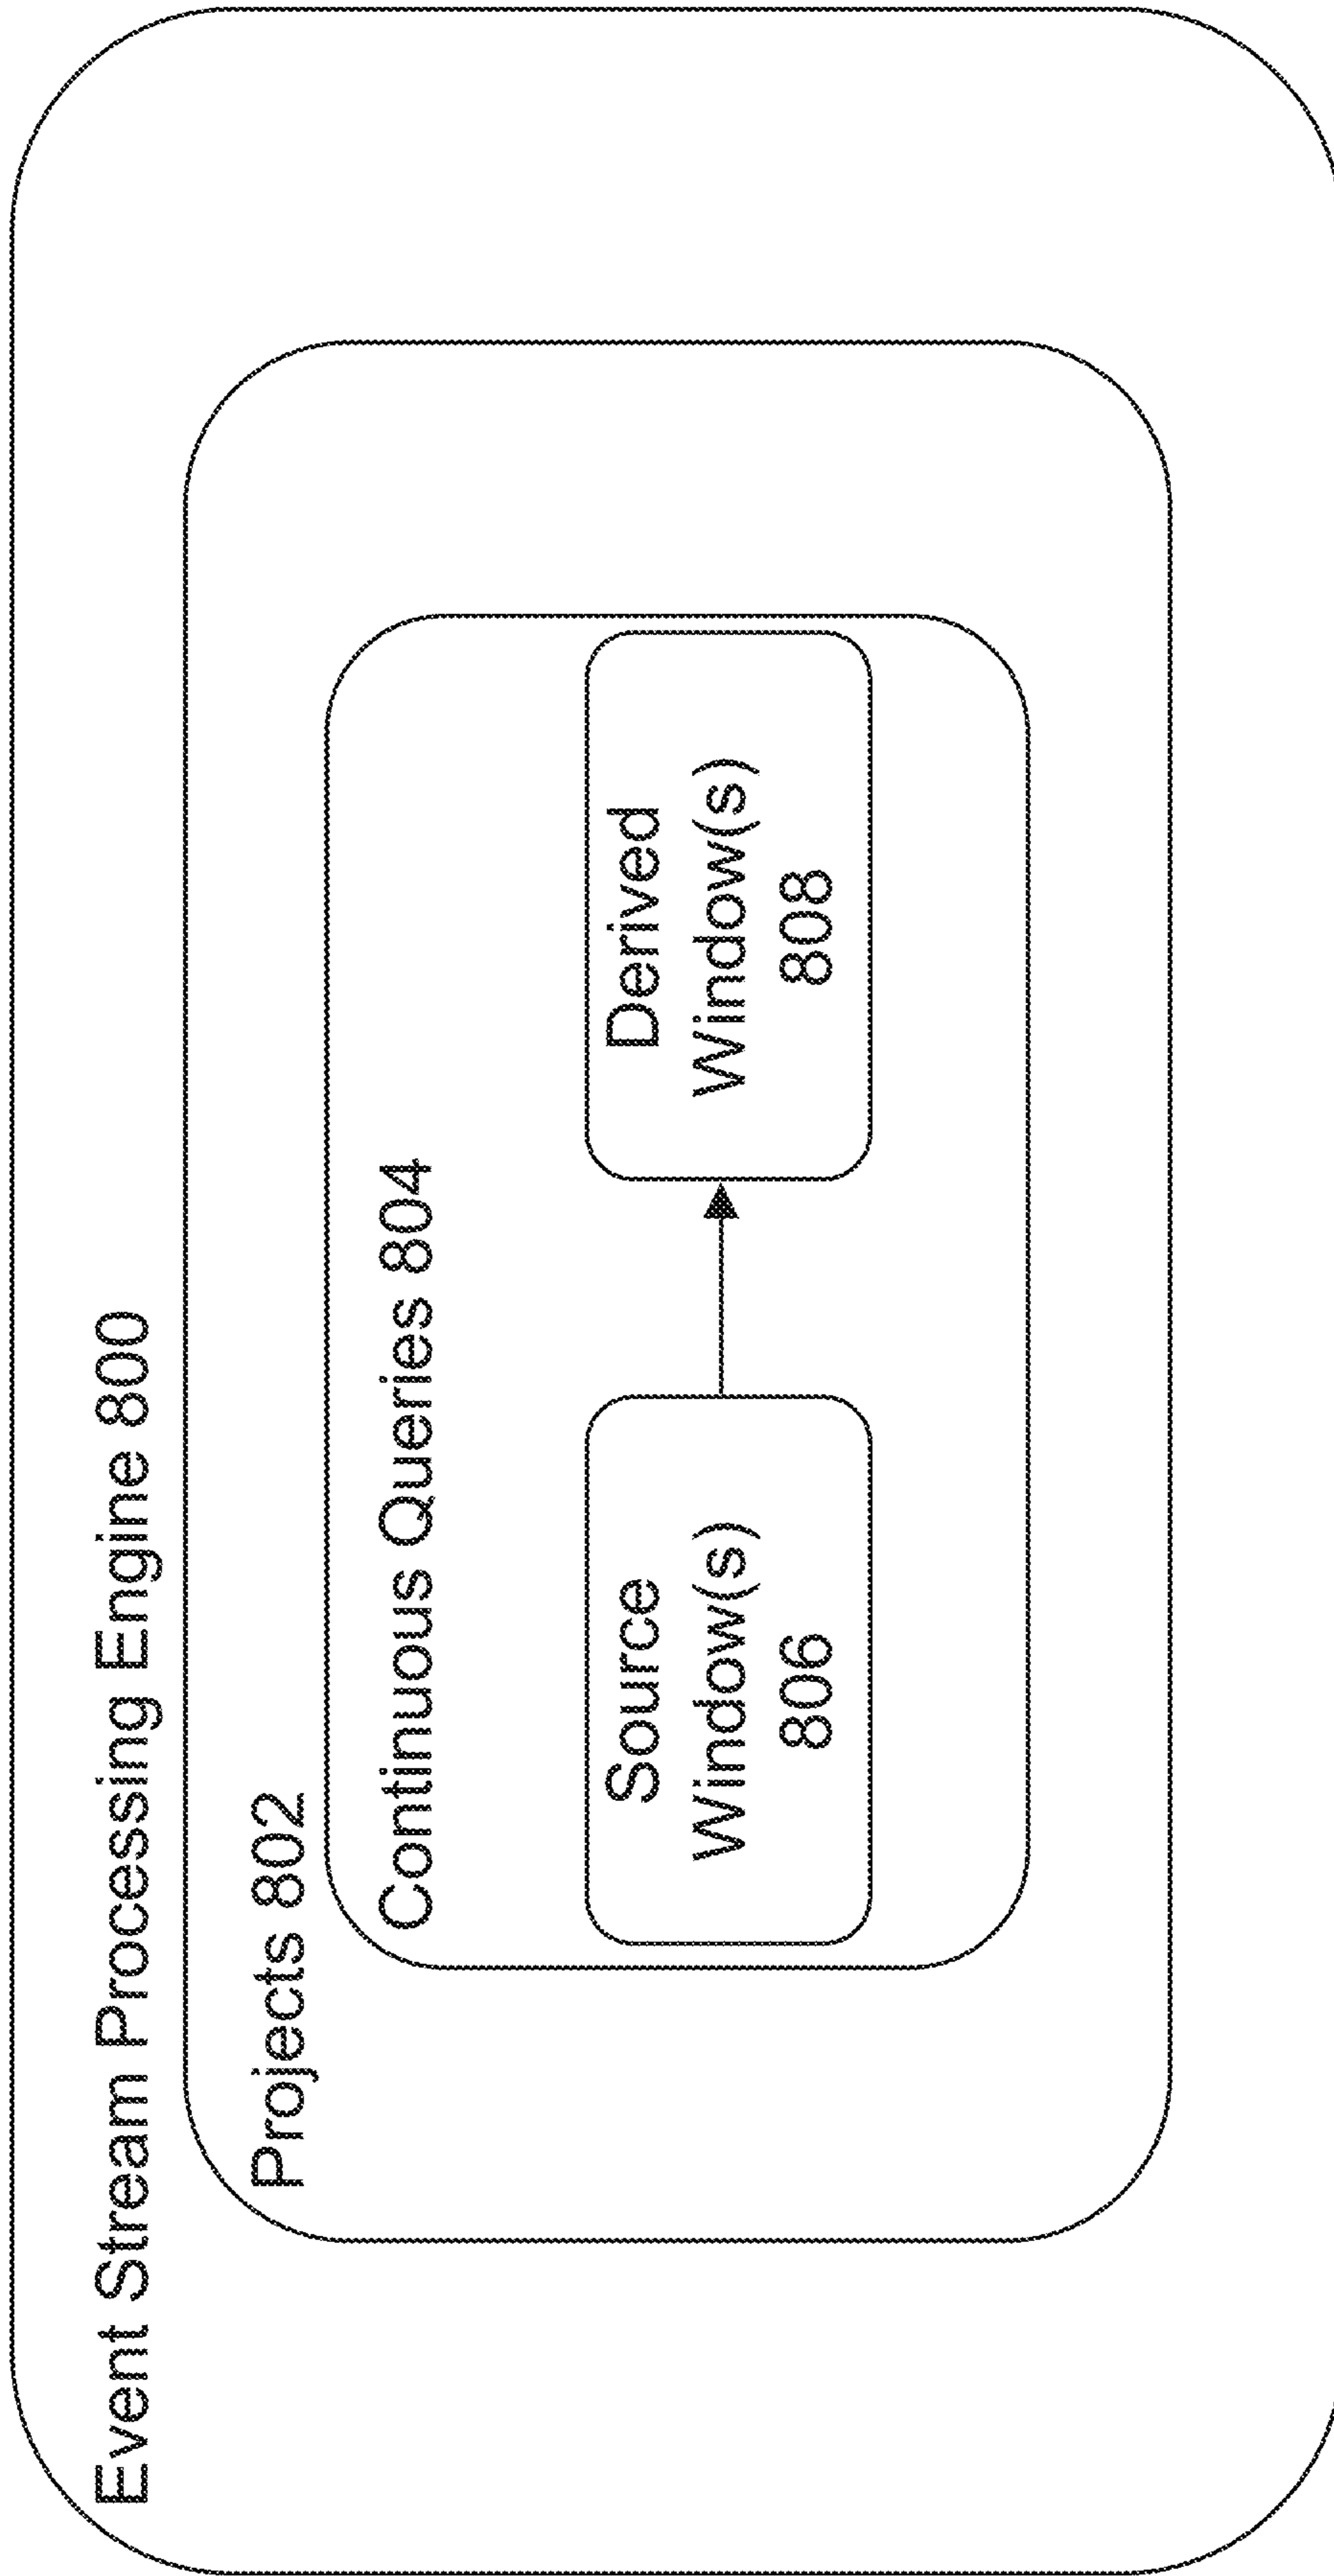 Event Stream Processing Engine 800
Projects 802
Continuous Queries 804
Source
Window(s)
806
Derived
Window(s)
808